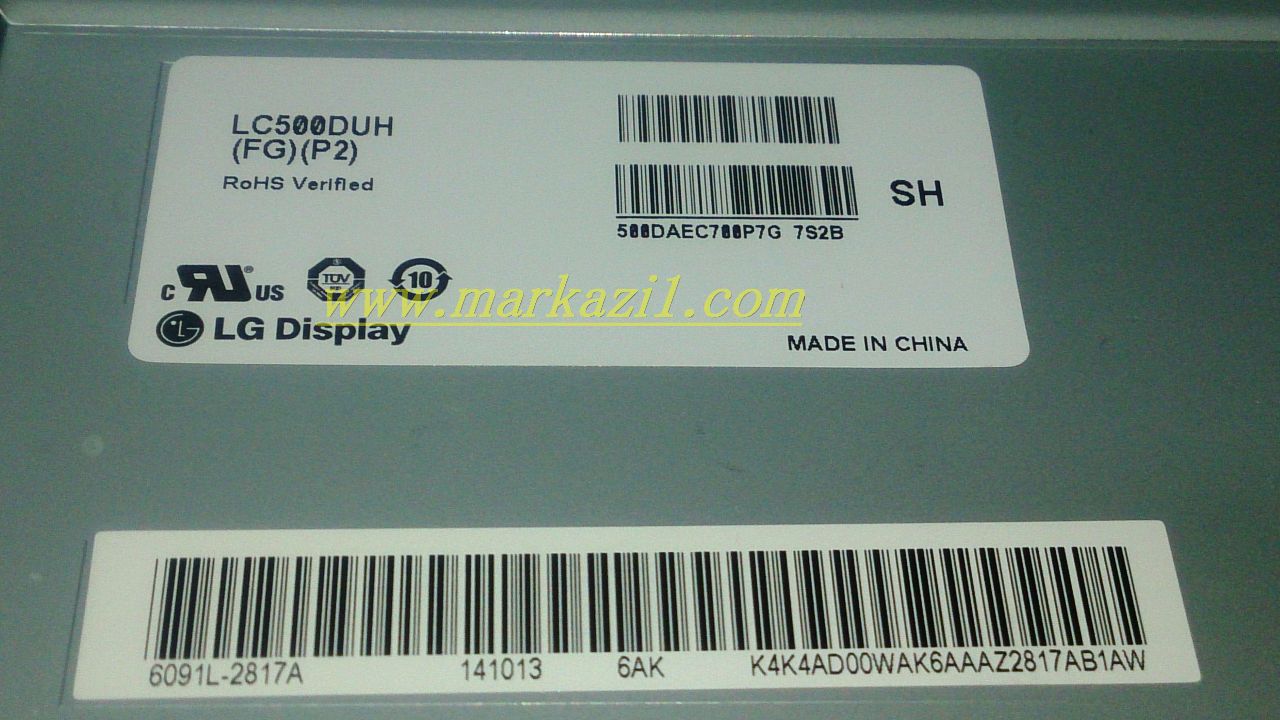 LC500DUH
(FG)(P2)
RoHS Verified
500DAEC700P7G 7S2B
SH
c RU® US
TÜV
10
www.markazi1.com
LG Display
MADE IN CHINA
6091L-2817A 141013 6AK K4K4AD00WAK6AAAZ2817AB1AW